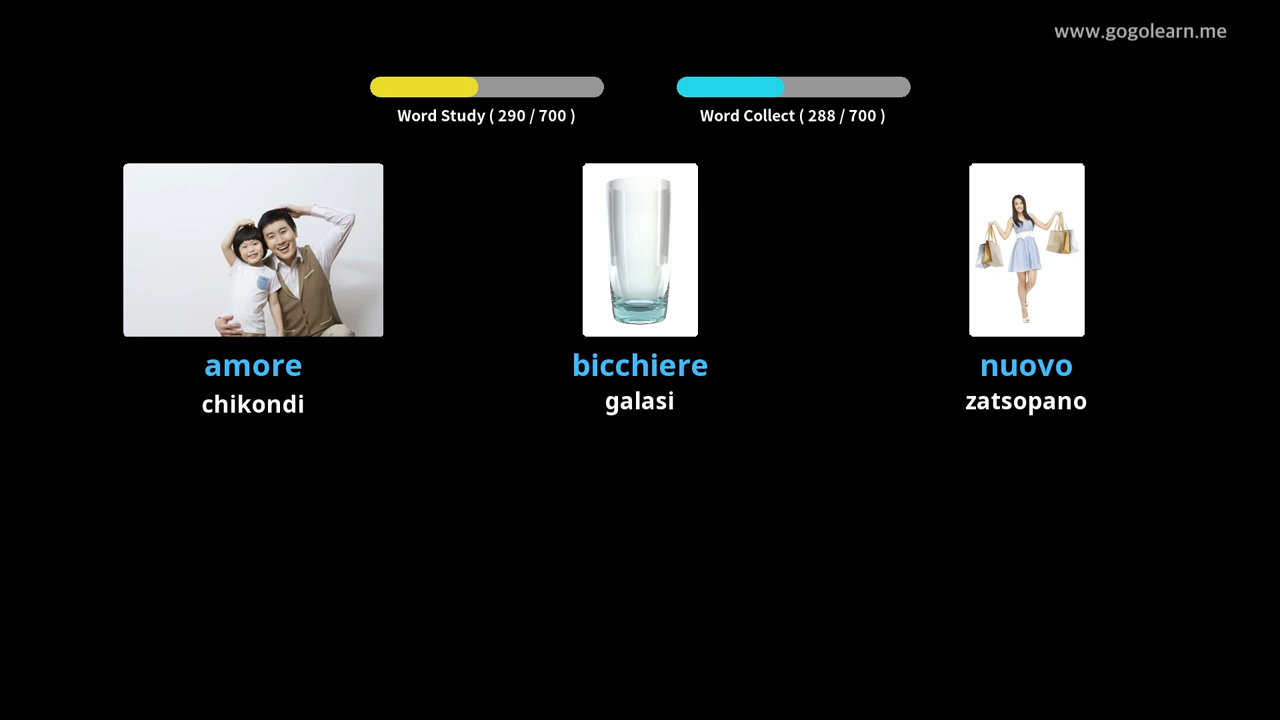 www.gogolearn.me
Word Study ( 290 / 700 )
Word Collect ( 288 / 700 )
amore
chikondi
bicchiere
galasi
nuovo
zatsopano